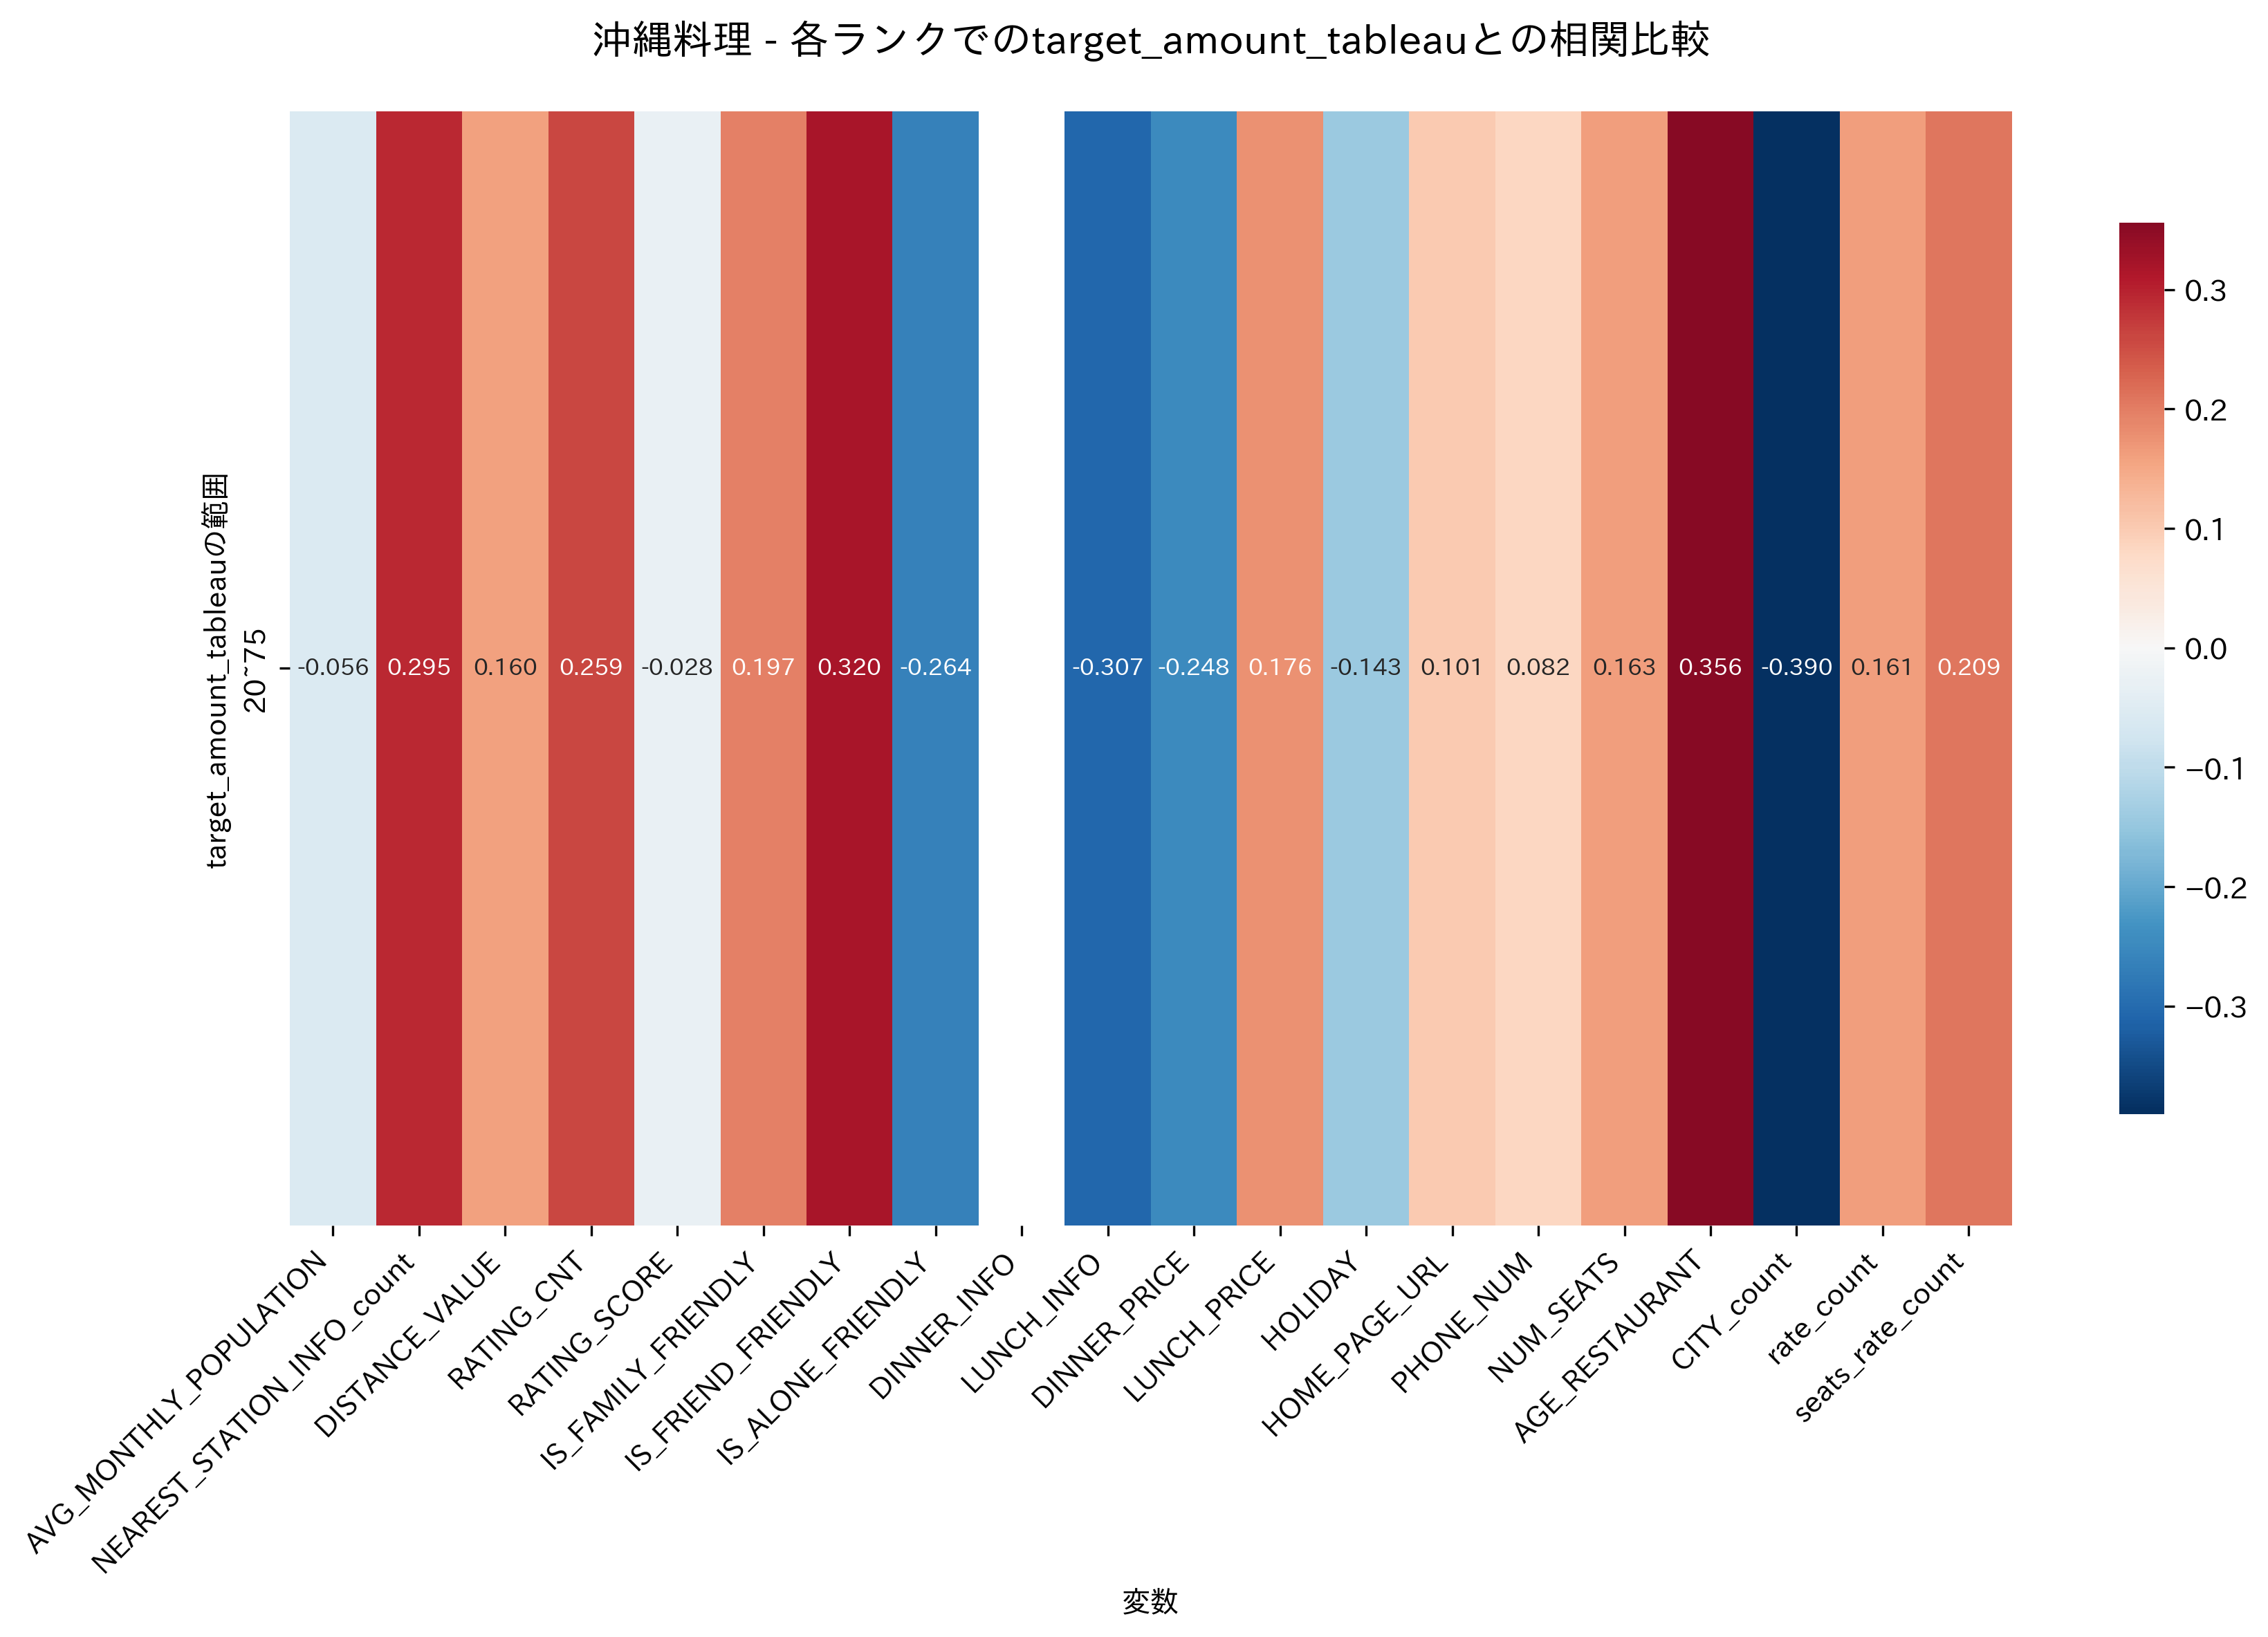 沖縄料理 - 各ランクでのtarget_amount_tableauとの相関比較
target_amount_tableauの範囲
20~75
-0.056 0.295 0.160 0.259 -0.028 0.197 0.320 -0.264 -0.307 -0.248 0.176 -0.143 0.101 0.082 0.163 0.356 -0.390 0.161 0.209
AVG_MONTHLY_POPULATION
NEAREST_STATION_INFO_count
DISTANCE_VALUE
RATING_CNT
RATING_SCORE
IS_FAMILY_FRIENDLY
IS_FRIEND_FRIENDLY
IS_ALONE_FRIENDLY
DINNER_INFO
LUNCH_INFO
DINNER_PRICE
LUNCH_PRICE
HOLIDAY
HOME_PAGE_URL
PHONE_NUM
NUM_SEATS
AGE_RESTAURANT
CITY_count
rate_count
seats_rate_count
変数
0.3
0.2
0.1
0.0
−0.1
−0.2
−0.3